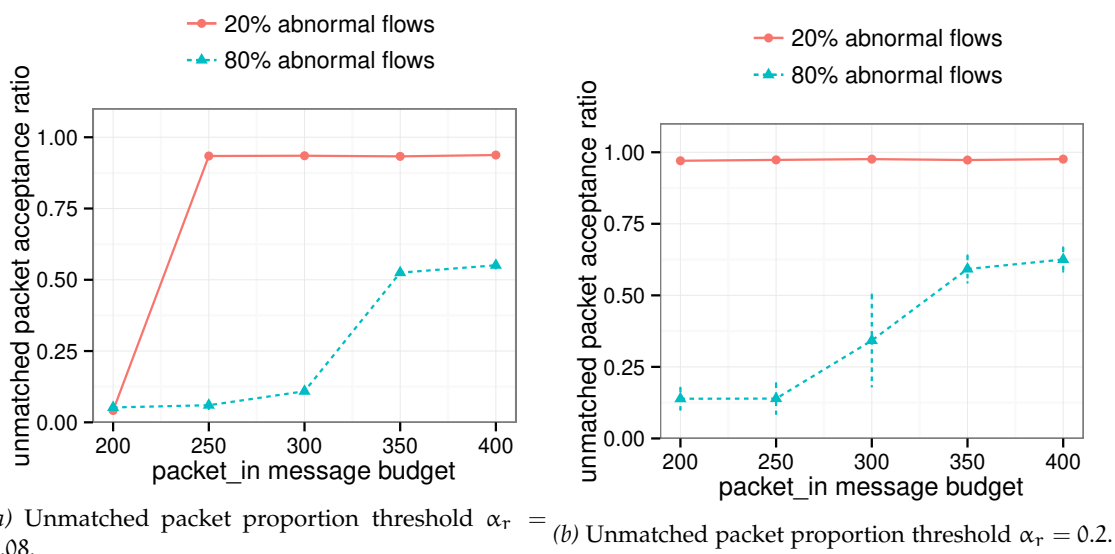 20% abnormal flows
80% abnormal flows
unmatched packet acceptance ratio
1.00
0.75
0.50
0.25
0.00
200 250 300 350 400
packet_in message budget
) Unmatched packet proportion threshold αr =
.08.
20% abnormal flows
80% abnormal flows
unmatched packet acceptance ratio
1.00
0.75
0.50
0.25
0.00
200 250 300 350 400
packet_in message budget
(b) Unmatched packet proportion threshold αr = 0.2.